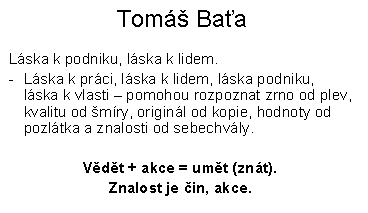 Tomáš Baťa
Láska k podniku, láska k lidem.
- Láska k práci, láska k lidem, láska podniku,
láska k vlasti – pomohou rozpoznat zrno od plev,
kvalitu od šmíry, originál od kopie, hodnoty od
pozlátka a znalosti od sebechvály.
Vědět + akce = umět (znát).
Znalost je čin, akce.